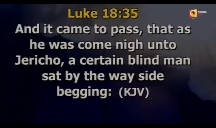 Luke 18:35
And it came to pass, that as
he was come nigh unto
Jericho, a certain blind man
sat by the way side
begging: (KJV)